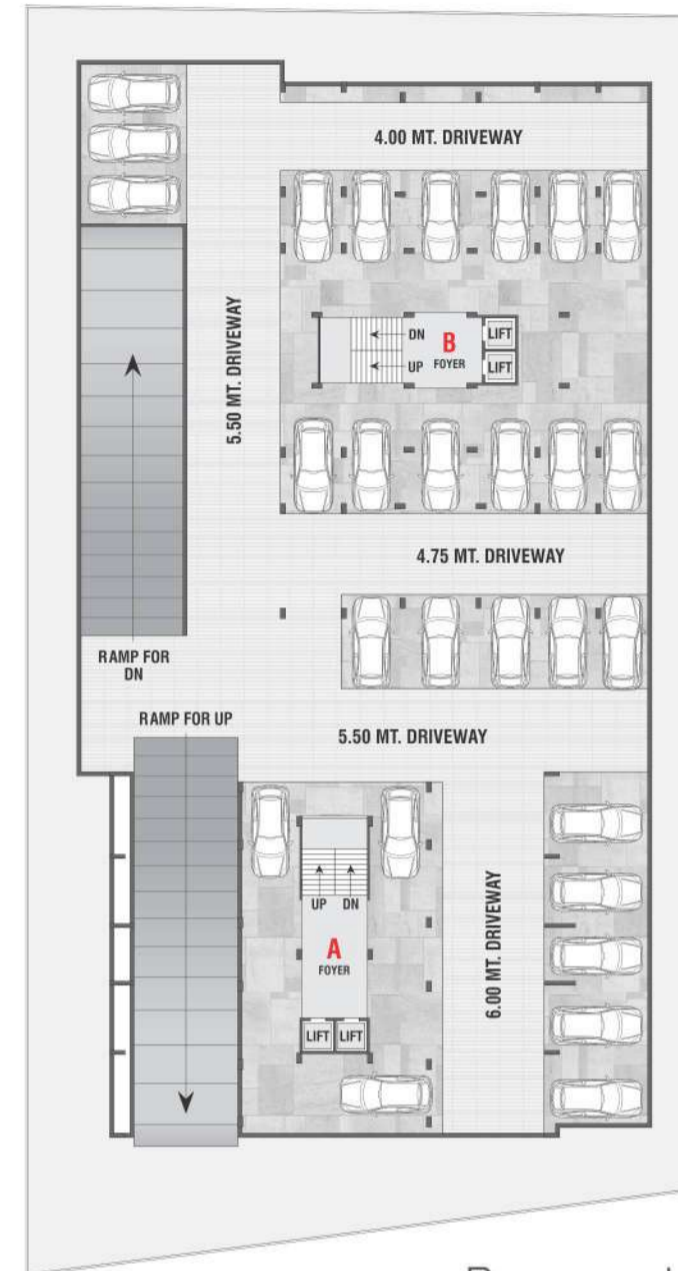 4.00 MT. DRIVEWAY
5.50 MT. DRIVEWAY
DN
B
LIFT
UP
FOYER
LIFT
4.75 MT. DRIVEWAY
RAMP FOR
DN
RAMP FOR UP
5.50 MT. DRIVEWAY
UP DN
A
FOYER
LIFT LIFT
6.00 MT. DRIVEWAY